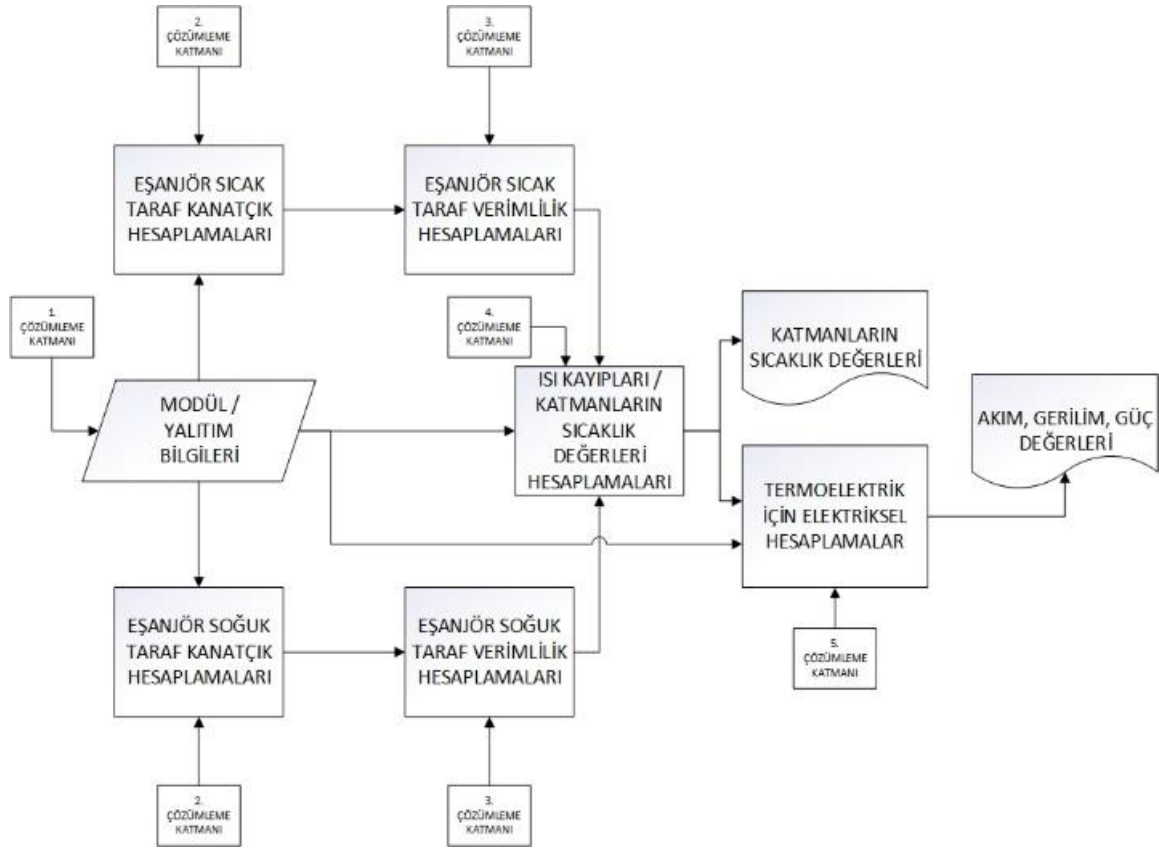 2.
ÇÖZÜMLEME
KATMANI
3.
ÇÖZÜMLEME
KATMANI
EŞANJÖR SICAK
TARAF KANATÇIK
HESAPLAMALARI
EŞANJÖR SICAK
TARAF VERİMLİLİK
HESAPLAMALARI
1.
ÇÖZÜMLEME
KATMANI
4.
ÇÖZÜMLEME
KATMANI
KATMANLARIN
SICAKLIK DEĞERLERİ
MODÜL /
YALITIM
BİLGİLERİ
ISI KAYIPLARI /
KATMANLARIN
SICAKLIK
DEĞERLERİ
HESAPLAMALARI
AKIM, GERİLİM, GÜÇ
DEĞERLERİ
TERMOELEKTRİK
İÇİN ELEKTRİKSEL
HESAPLAMALAR
EŞANJÖR SOĞUK
TARAF KANATÇIK
HESAPLAMALARI
EŞANJÖR SOĞUK
TARAF VERİMLİLİK
HESAPLAMALARI
5.
ÇÖZÜMLEME
KATMANI
2.
ÇÖZÜMLEME
KATMANI
3.
ÇÖZÜMLEME
KATMANI